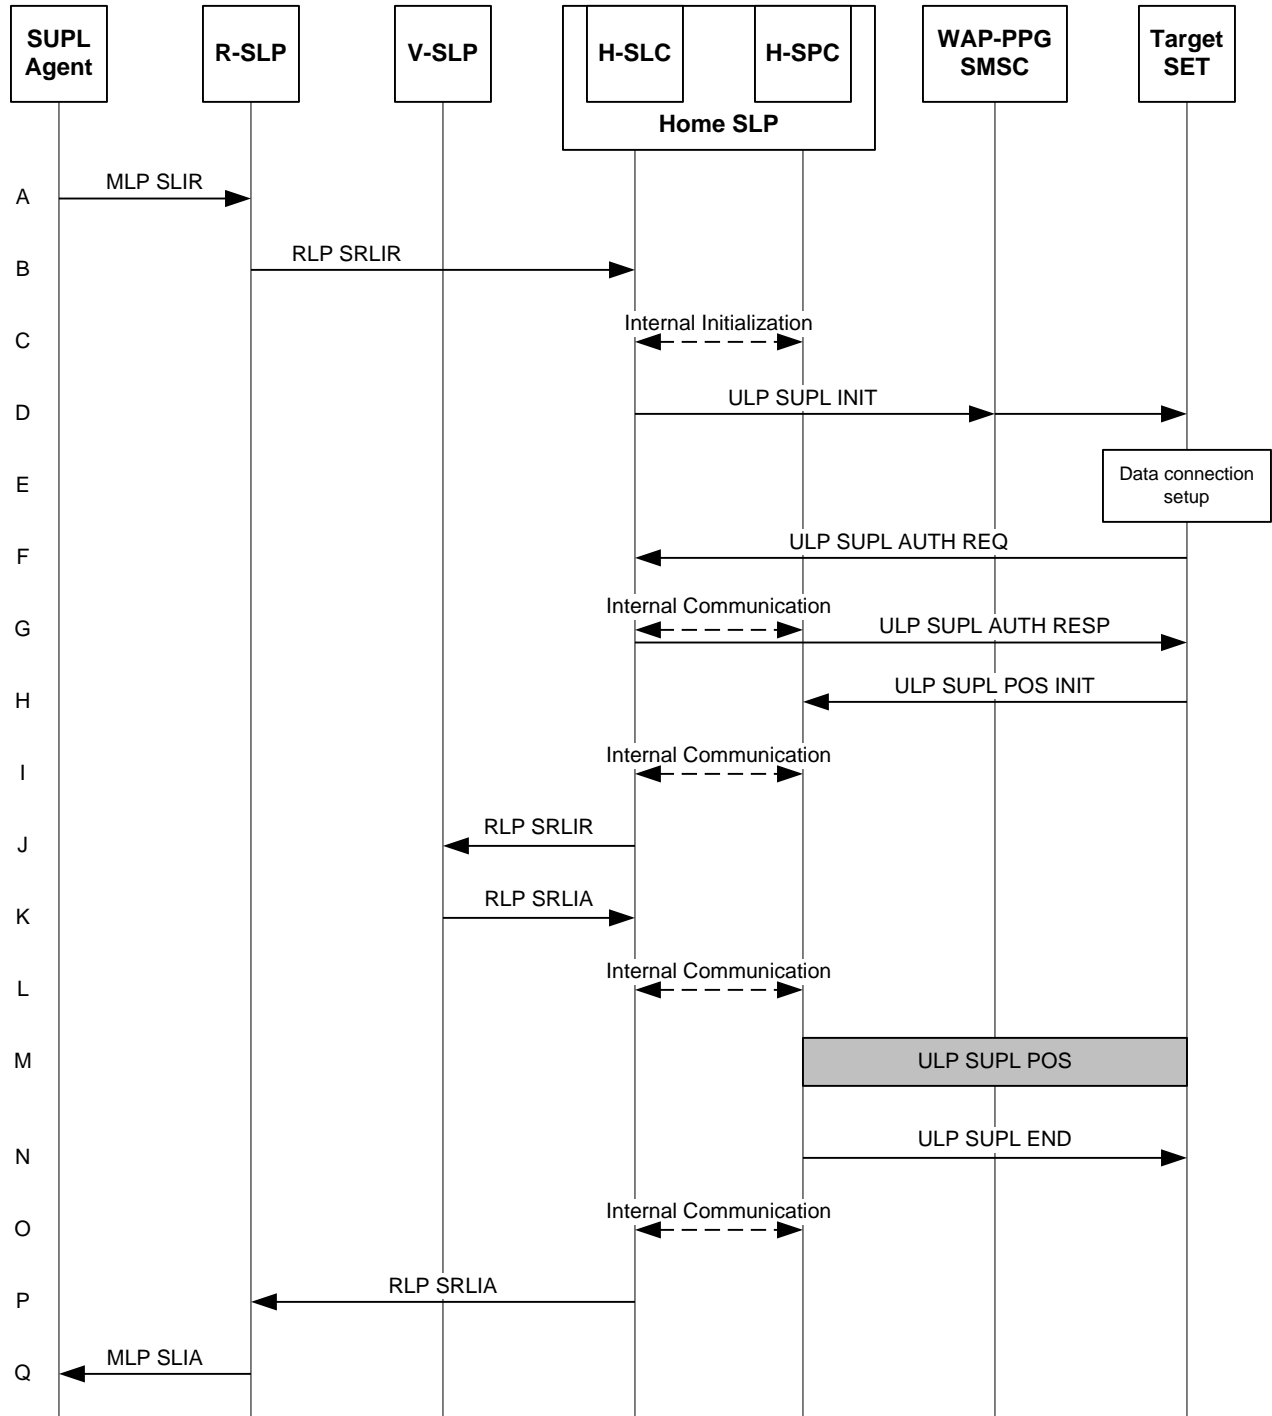 SUPL
Agent
R-SLP
V-SLP
H-SLC
H-SPC
Home SLP
WAP-PPG
SMSC
Target
SET
A
MLP SLIR
B
RLP SRLIR
C
Internal Initialization
D
ULP SUPL INIT
E
Data connection
setup
F
ULP SUPL AUTH REQ
G
Internal Communication
ULP SUPL AUTH RESP
H
ULP SUPL POS INIT
I
Internal Communication
J
RLP SRLIR
K
RLP SRLIA
L
Internal Communication
M
ULP SUPL POS
N
ULP SUPL END
O
Internal Communication
P
RLP SRLIA
Q
MLP SLIA